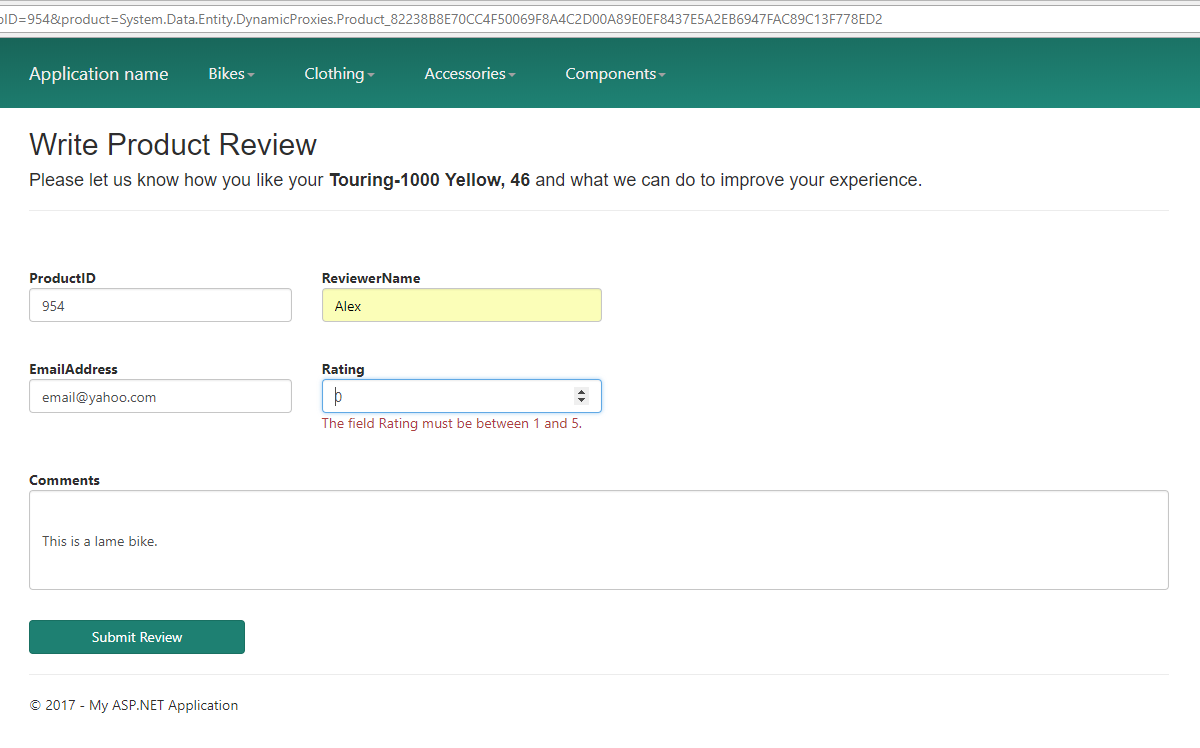 oID=954&product=System.Data.Entity.DynamicProxies.Product_82238B8E70CC4F50069F8A4C2D00A89E0EF8437E5A2EB6947FAC89C13F778ED2
Application name Bikes Clothing Accessories Components
Write Product Review
Please let us know how you like your Touring-1000 Yellow, 46 and what we can do to improve your experience.
ProductID ReviewerName
954 Alex
EmailAddress Rating
email@yahoo.com 0
The field Rating must be between 1 and 5.
Comments
This is a lame bike.
Submit Review
© 2017 - My ASP.NET Application